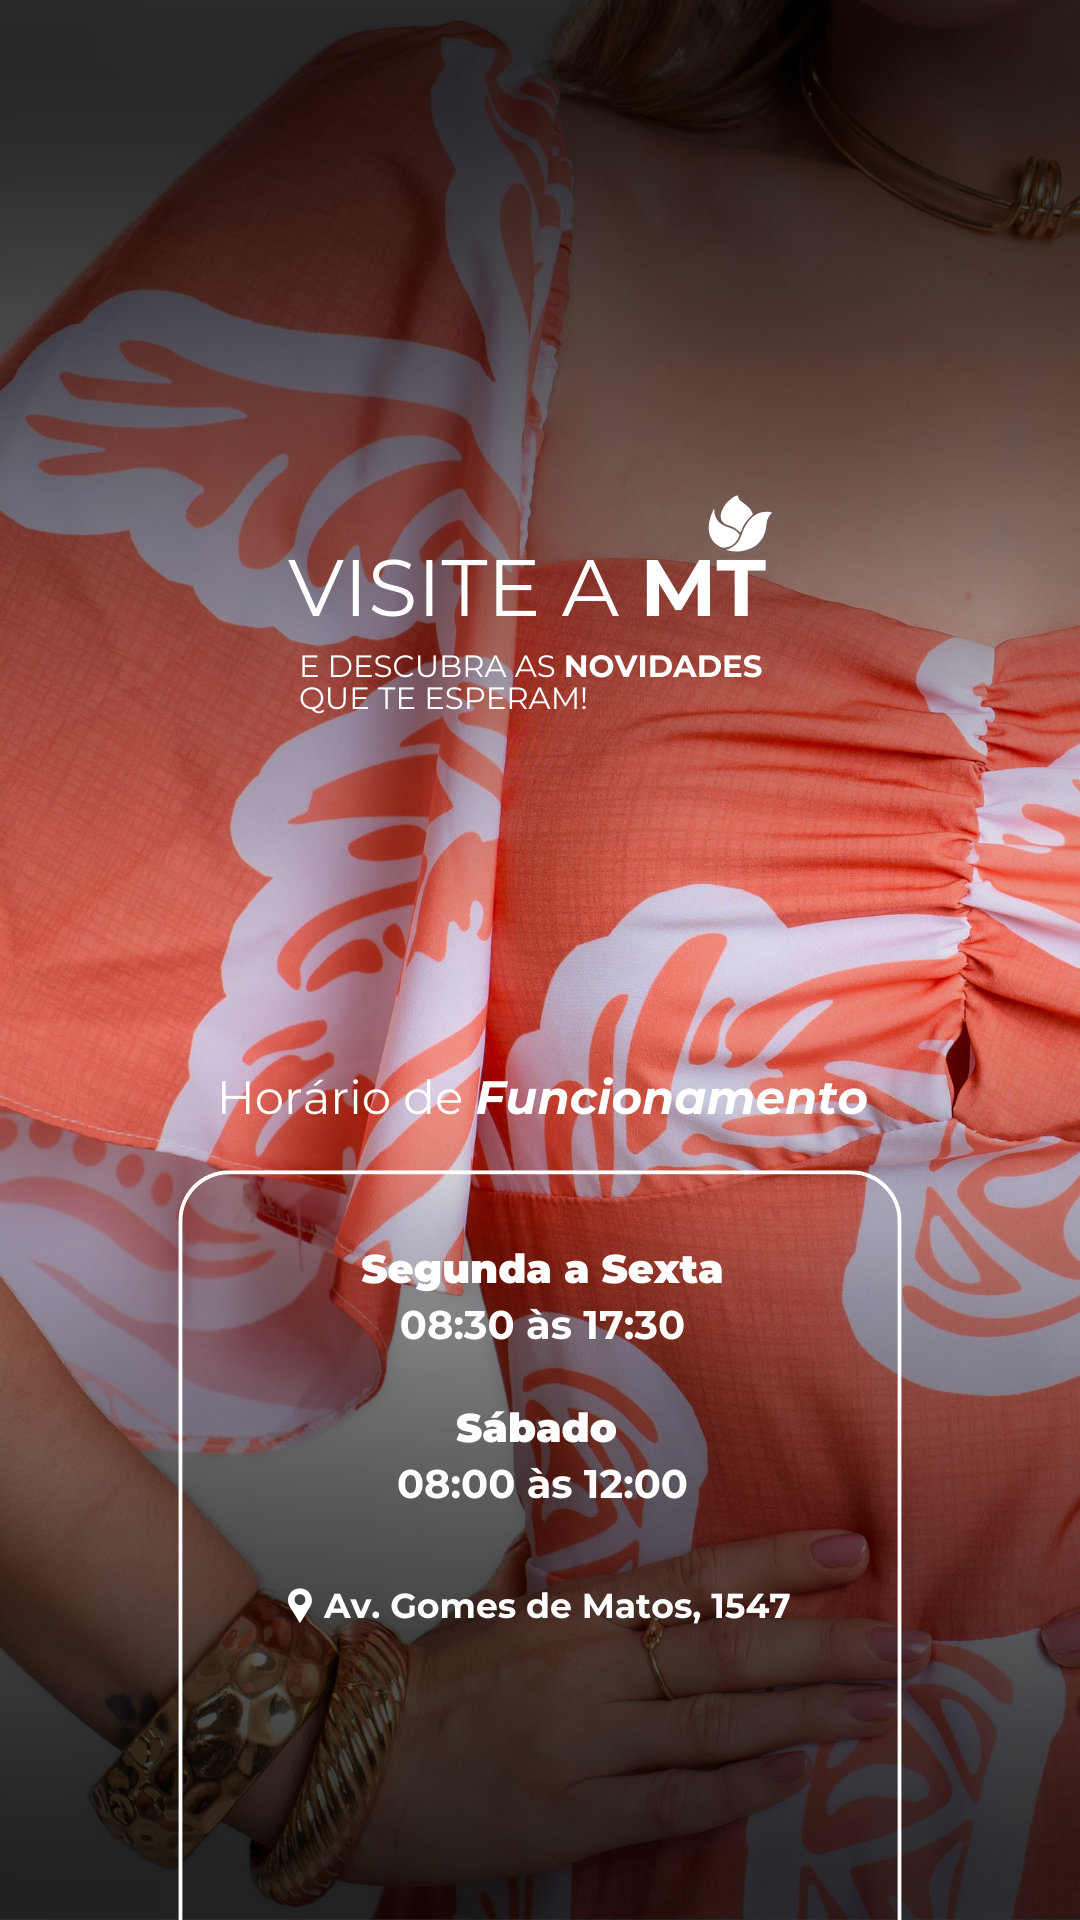 VISITE A MT
E DESCUBRA AS NOVIDADES
QUE TE ESPERAM!
Horário de Funcionamento
Segunda a Sexta
08:30 às 17:30
Sábado
08:00 às 12:00
Av. Gomes de Matos, 1547